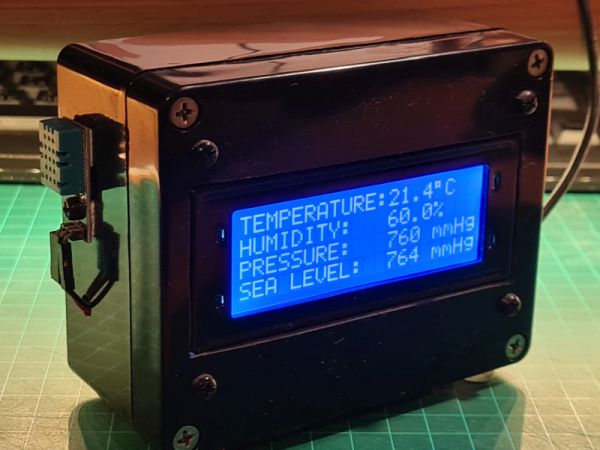 TEMPERATURE:21.4°C
HUMIDITY: 60.0%
PRESSURE: 760 mmHg
SEA LEVEL: 764 mmHg